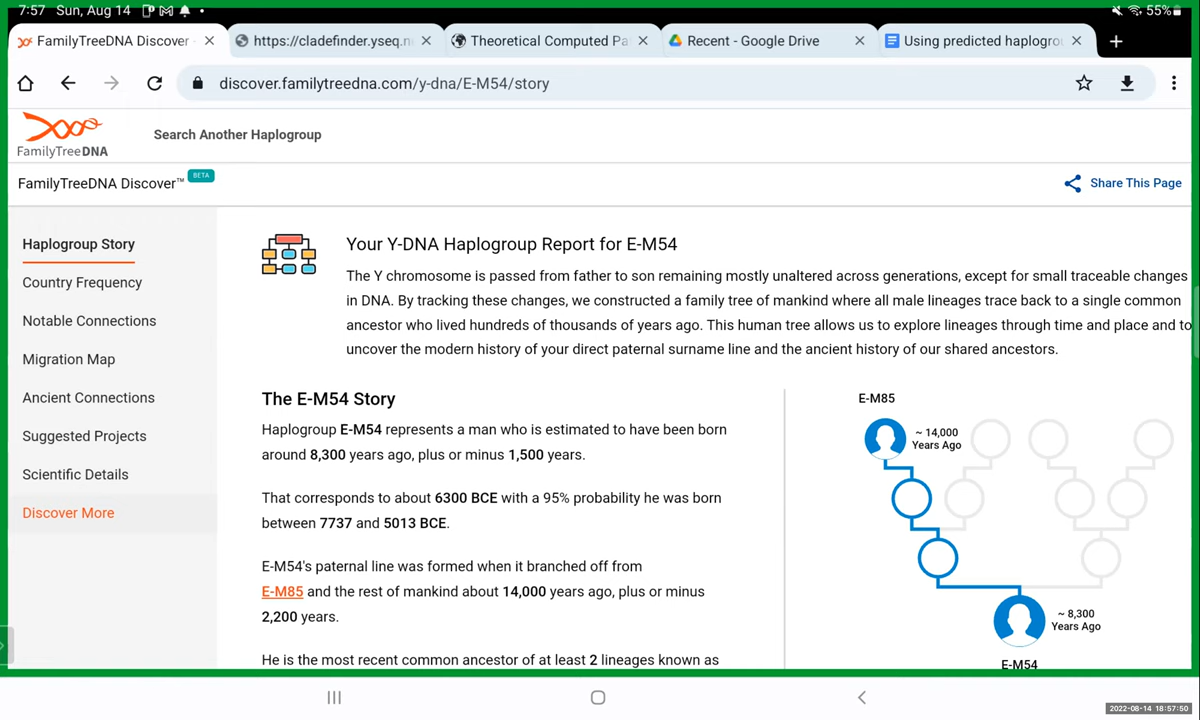 7:57 Sun, Aug 14
55%
FamilyTreeDNA Discover
https://cladefinder.yseq.n
Theoretical Computed Pa
Recent - Google Drive
Using predicted haplogro
discover.familytreedna.com/y-dna/E-M54/story
FamilyTreeDNA
Search Another Haplogroup
FamilyTreeDNA Discover™ BETA
Share This Page
Haplogroup Story
Country Frequency
Notable Connections
Migration Map
Ancient Connections
Suggested Projects
Scientific Details
Discover More
Your Y-DNA Haplogroup Report for E-M54
The Y chromosome is passed from father to son remaining mostly unaltered across generations, except for small traceable changes
in DNA. By tracking these changes, we constructed a family tree of mankind where all male lineages trace back to a single common
ancestor who lived hundreds of thousands of years ago. This human tree allows us to explore lineages through time and place and to
uncover the modern history of your direct paternal surname line and the ancient history of our shared ancestors.
The E-M54 Story
Haplogroup E-M54 represents a man who is estimated to have been born
around 8,300 years ago, plus or minus 1,500 years.
That corresponds to about 6300 BCE with a 95% probability he was born
between 7737 and 5013 BCE.
E-M54's paternal line was formed when it branched off from
E-M85 and the rest of mankind about 14,000 years ago, plus or minus
2,200 years.
He is the most recent common ancestor of at least 2 lineages known as
E-M85
~ 14,000
Years Ago
~ 8,300
Years Ago
E-M54
2022-08-14 18:57:50